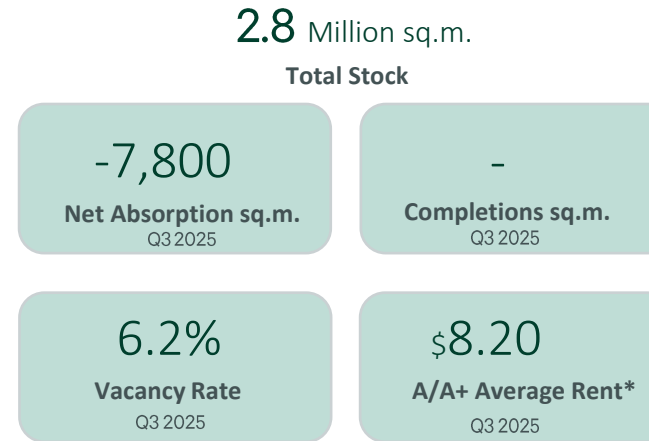 2.8 Million sq.m.
Total Stock
-7,800
Net Absorption sq.m.
Q3 2025
-
Completions sq.m.
Q3 2025
6.2%
Vacancy Rate
Q3 2025
$8.20
A/A+ Average Rent*
Q3 2025